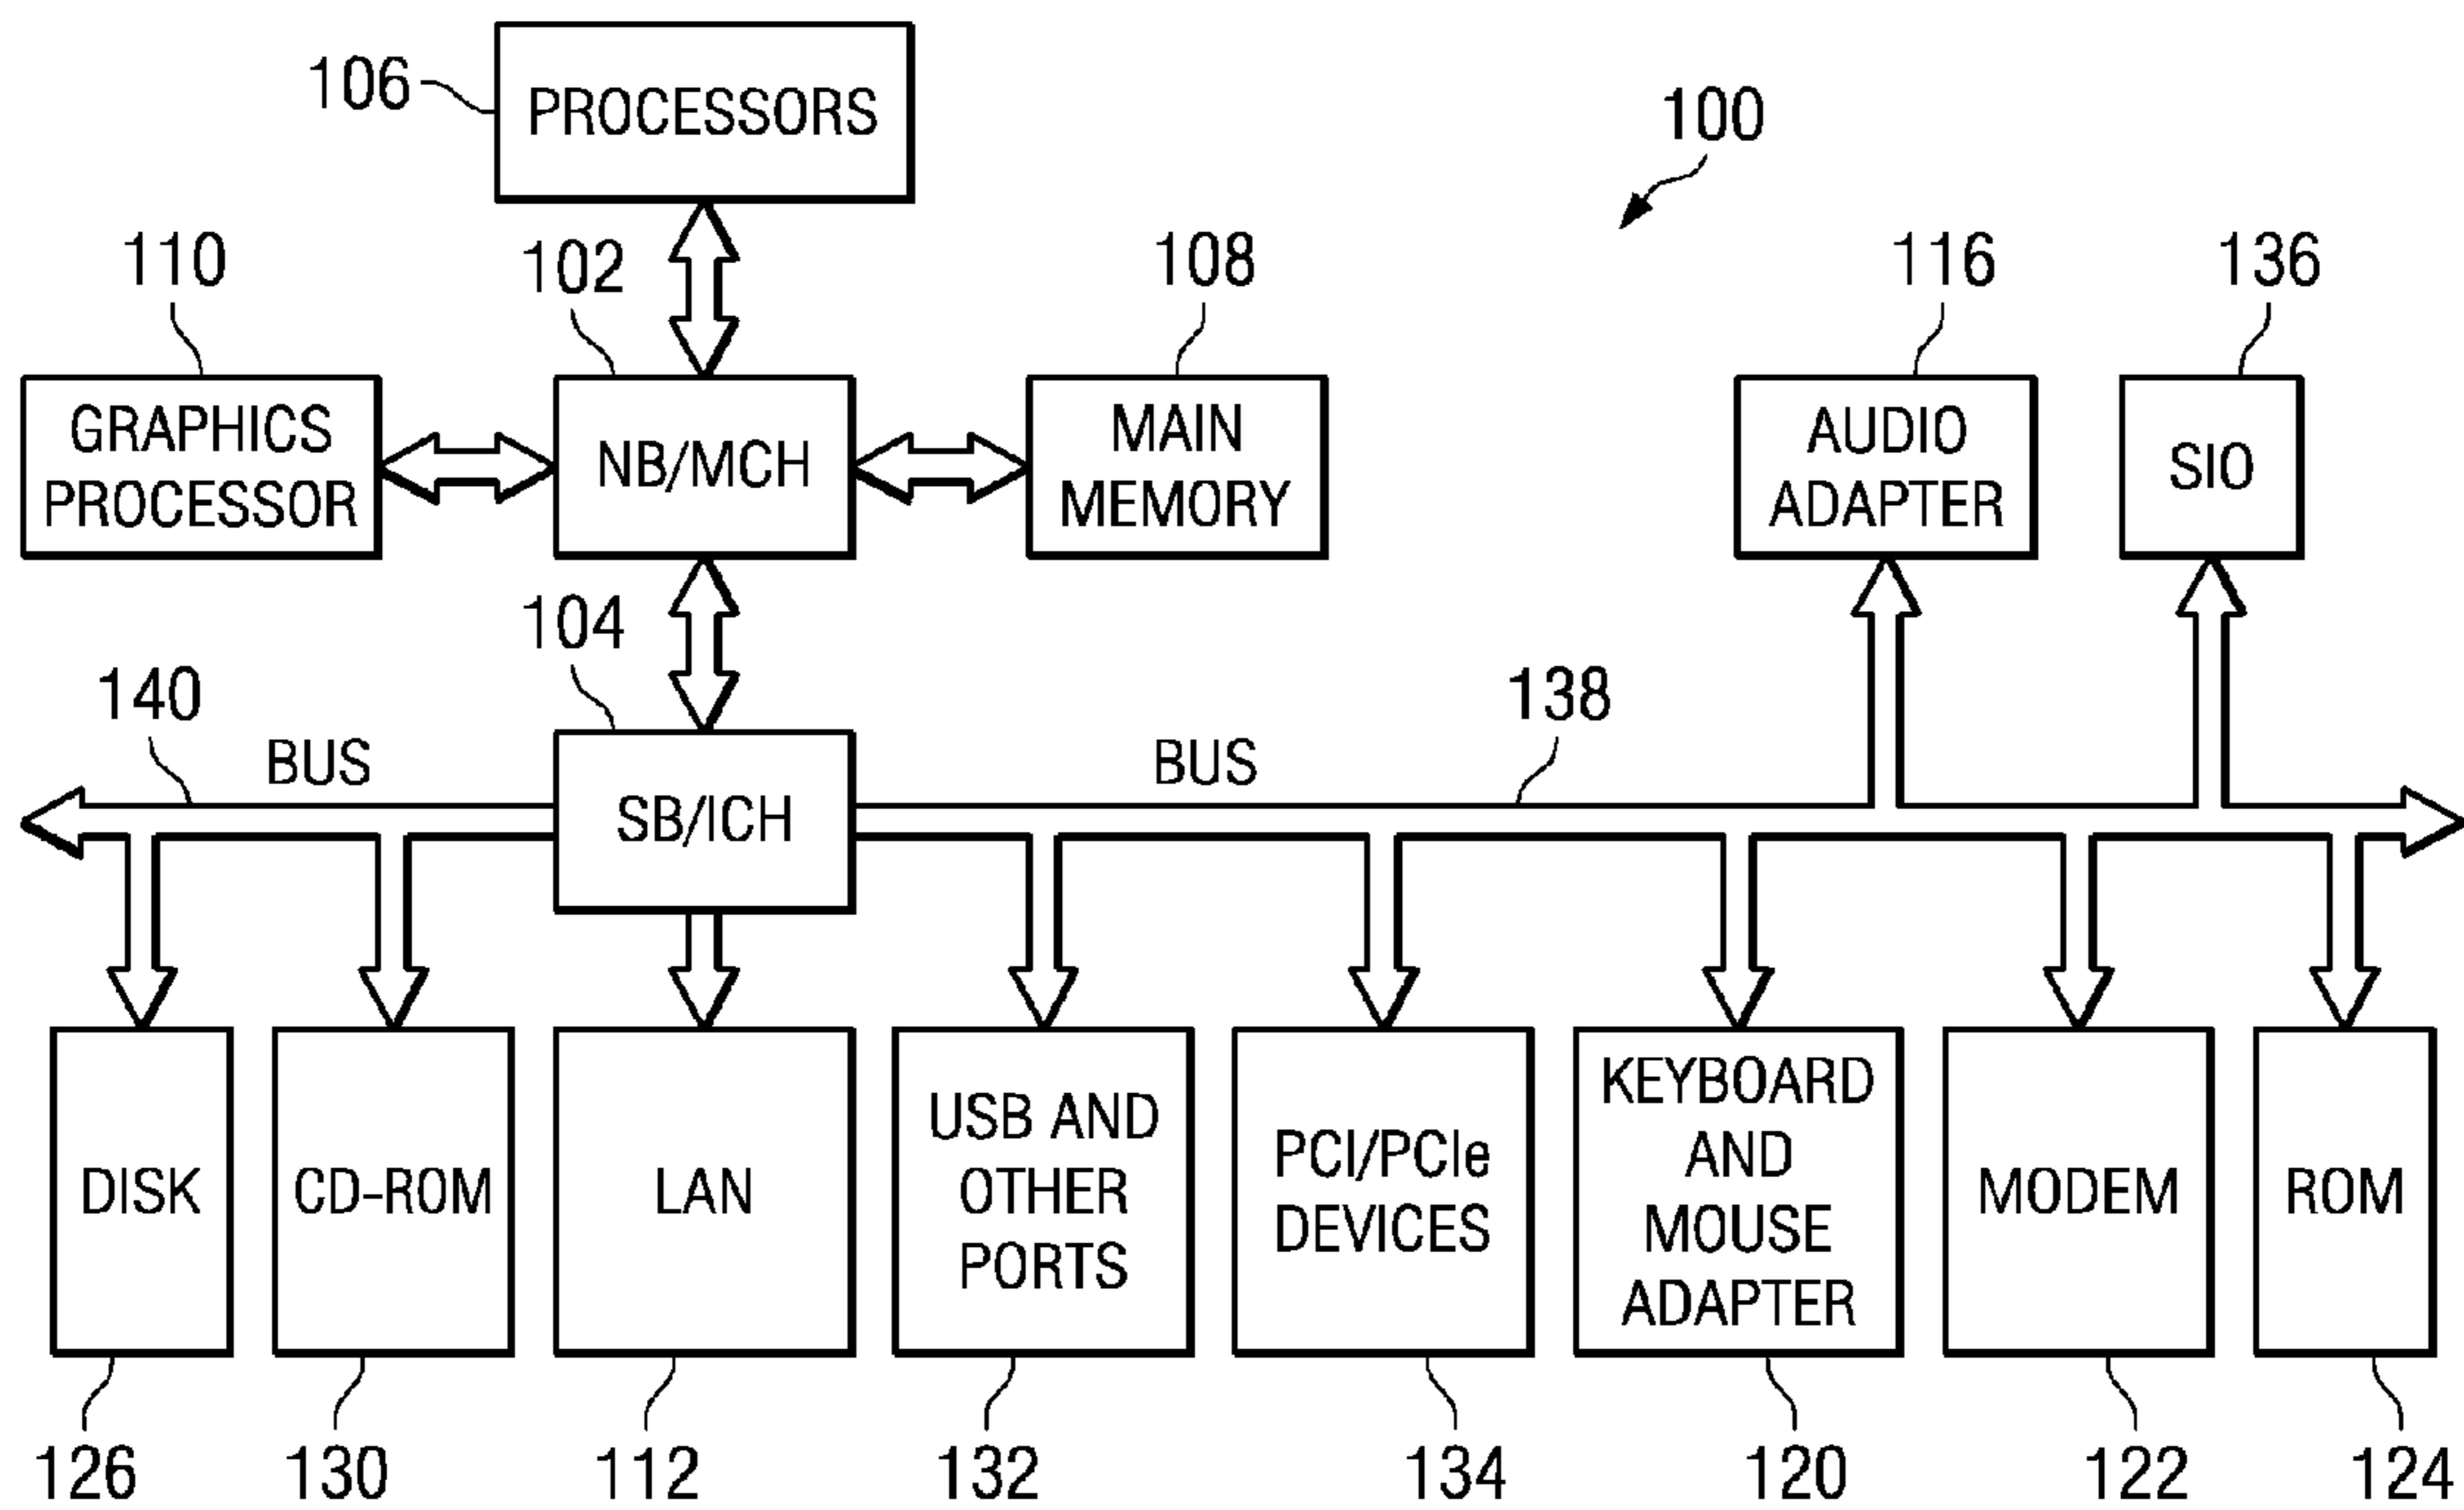 106
PROCESSORS
100
110
102
108
116
136
GRAPHICS
PROCESSOR
NB/MCH
MAIN
MEMORY
AUDIO
ADAPTER
SIO
104
140
BUS
BUS
138
SB/ICH
DISK
CD-ROM
LAN
USB AND
OTHER
PORTS
PCI/PCIe
DEVICES
KEYBOARD
AND
MOUSE
ADAPTER
MODEM
ROM
126
130
112
132
134
120
122
124